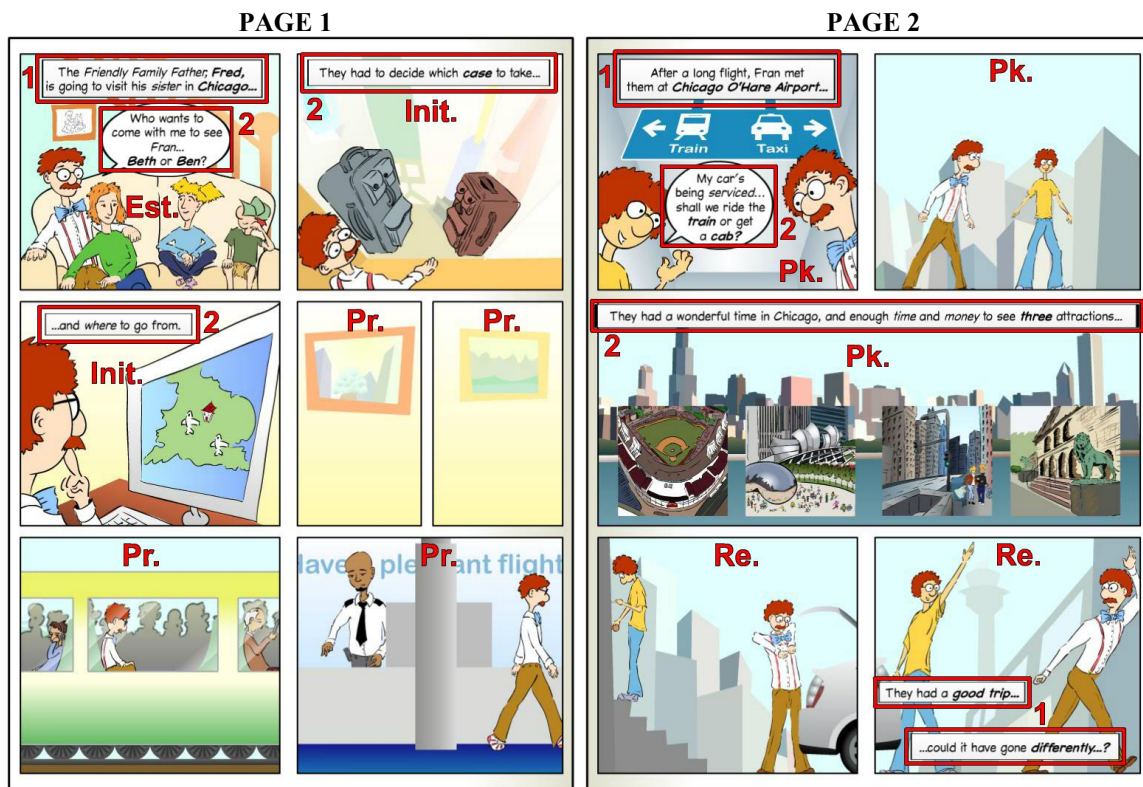 PAGE 1
1
The Friendly Family Father, Fred,
is going to visit his sister in Chicago...
Who wants to
come with me to see
Fran...
Beth or Ben?
2
Est.
They had to decide which case to take...
2
Init.
...and where to go from.
2
Init.
Pr.
Pr.
Pr.
Pr.
Have a pleasant flight
PAGE 2
1
After a long flight, Fran met
them at Chicago O'Hare Airport...
Train
Taxi
My car's
being serviced...
shall we ride the
train or get
a cab?
2
Pk.
Pk.
They had a wonderful time in Chicago, and enough time and money to see three attractions...
2
Pk.
Re.
Re.
They had a good trip...
1
...could it have gone differently...?